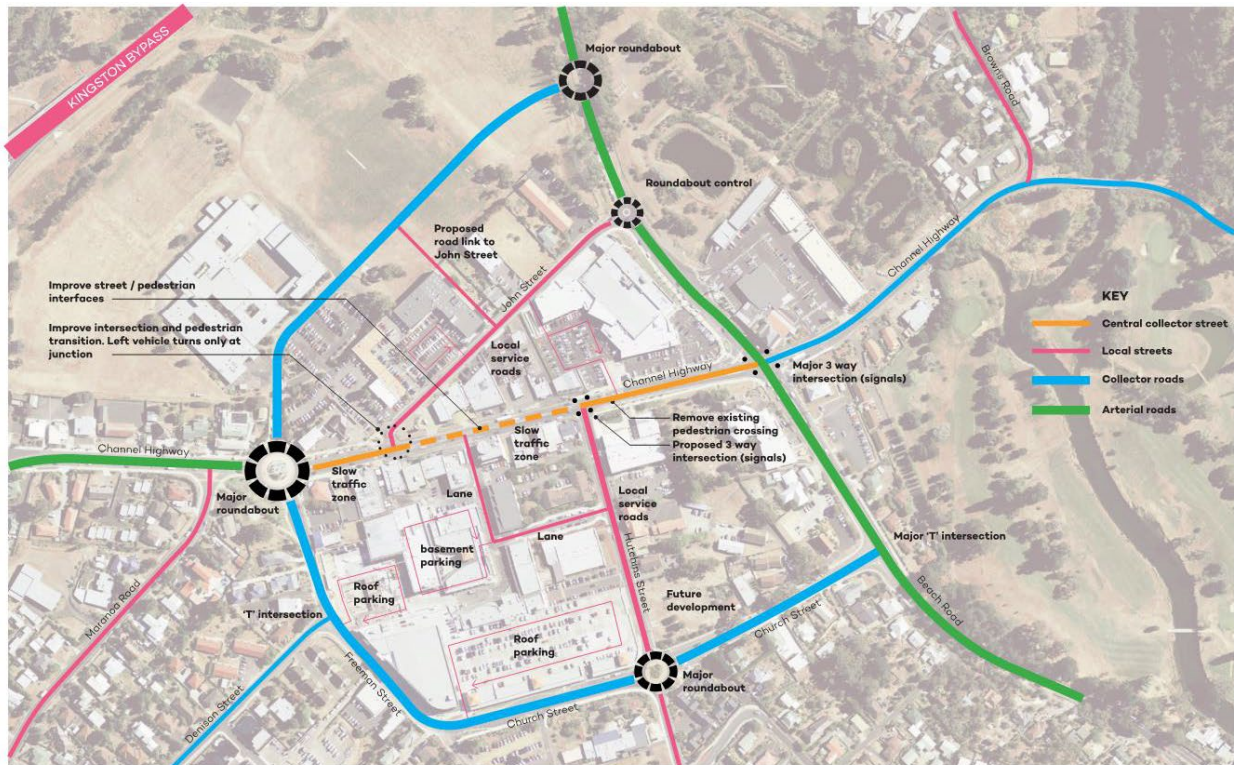 KINGSTON BYPASS
Major roundabout
Browns Road
Roundabout control
Proposed
road link to
John Street
John Street
Channel Highway
Improve street / pedestrian
interfaces
Improve intersection and pedestrian
transition. Left vehicle turns only at
junction
Local
service
roads
Channel Highway
Major 3 way
intersection (signals)
KEY
Central collector street
Local streets
Collector roads
Arterial roads
Remove existing
pedestrian crossing
Proposed 3 way
intersection (signals)
Slow
traffic
zone
Channel Highway
Slow
traffic
zone
Major
roundabout
Lane
Lane
Local
service
roads
Hutchins Street
basement
parking
Roof
parking
Major 'T' intersection
Beach Road
Maranoa Road
'T' intersection
Future
development
Church Street
Roof
parking
Freeman Street
Denison Street
Church Street
Major
roundabout